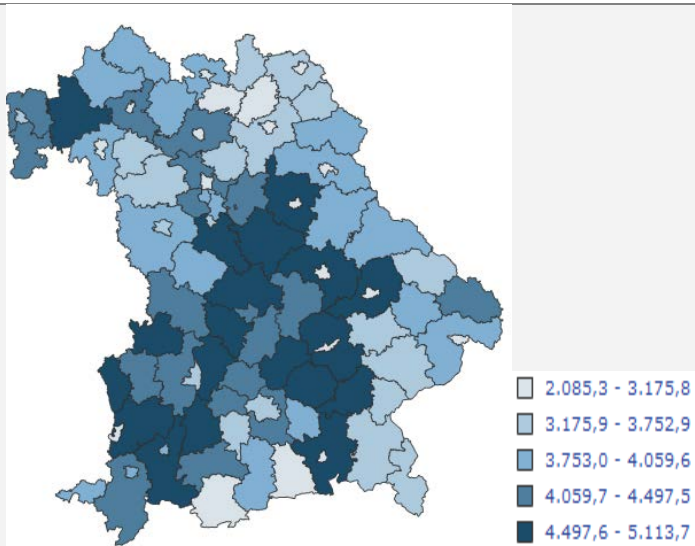 2.085,3 - 3.175,8
3.175,9 - 3.752,9
3.753,0 - 4.059,6
4.059,7 - 4.497,5
4.497,6 - 5.113,7